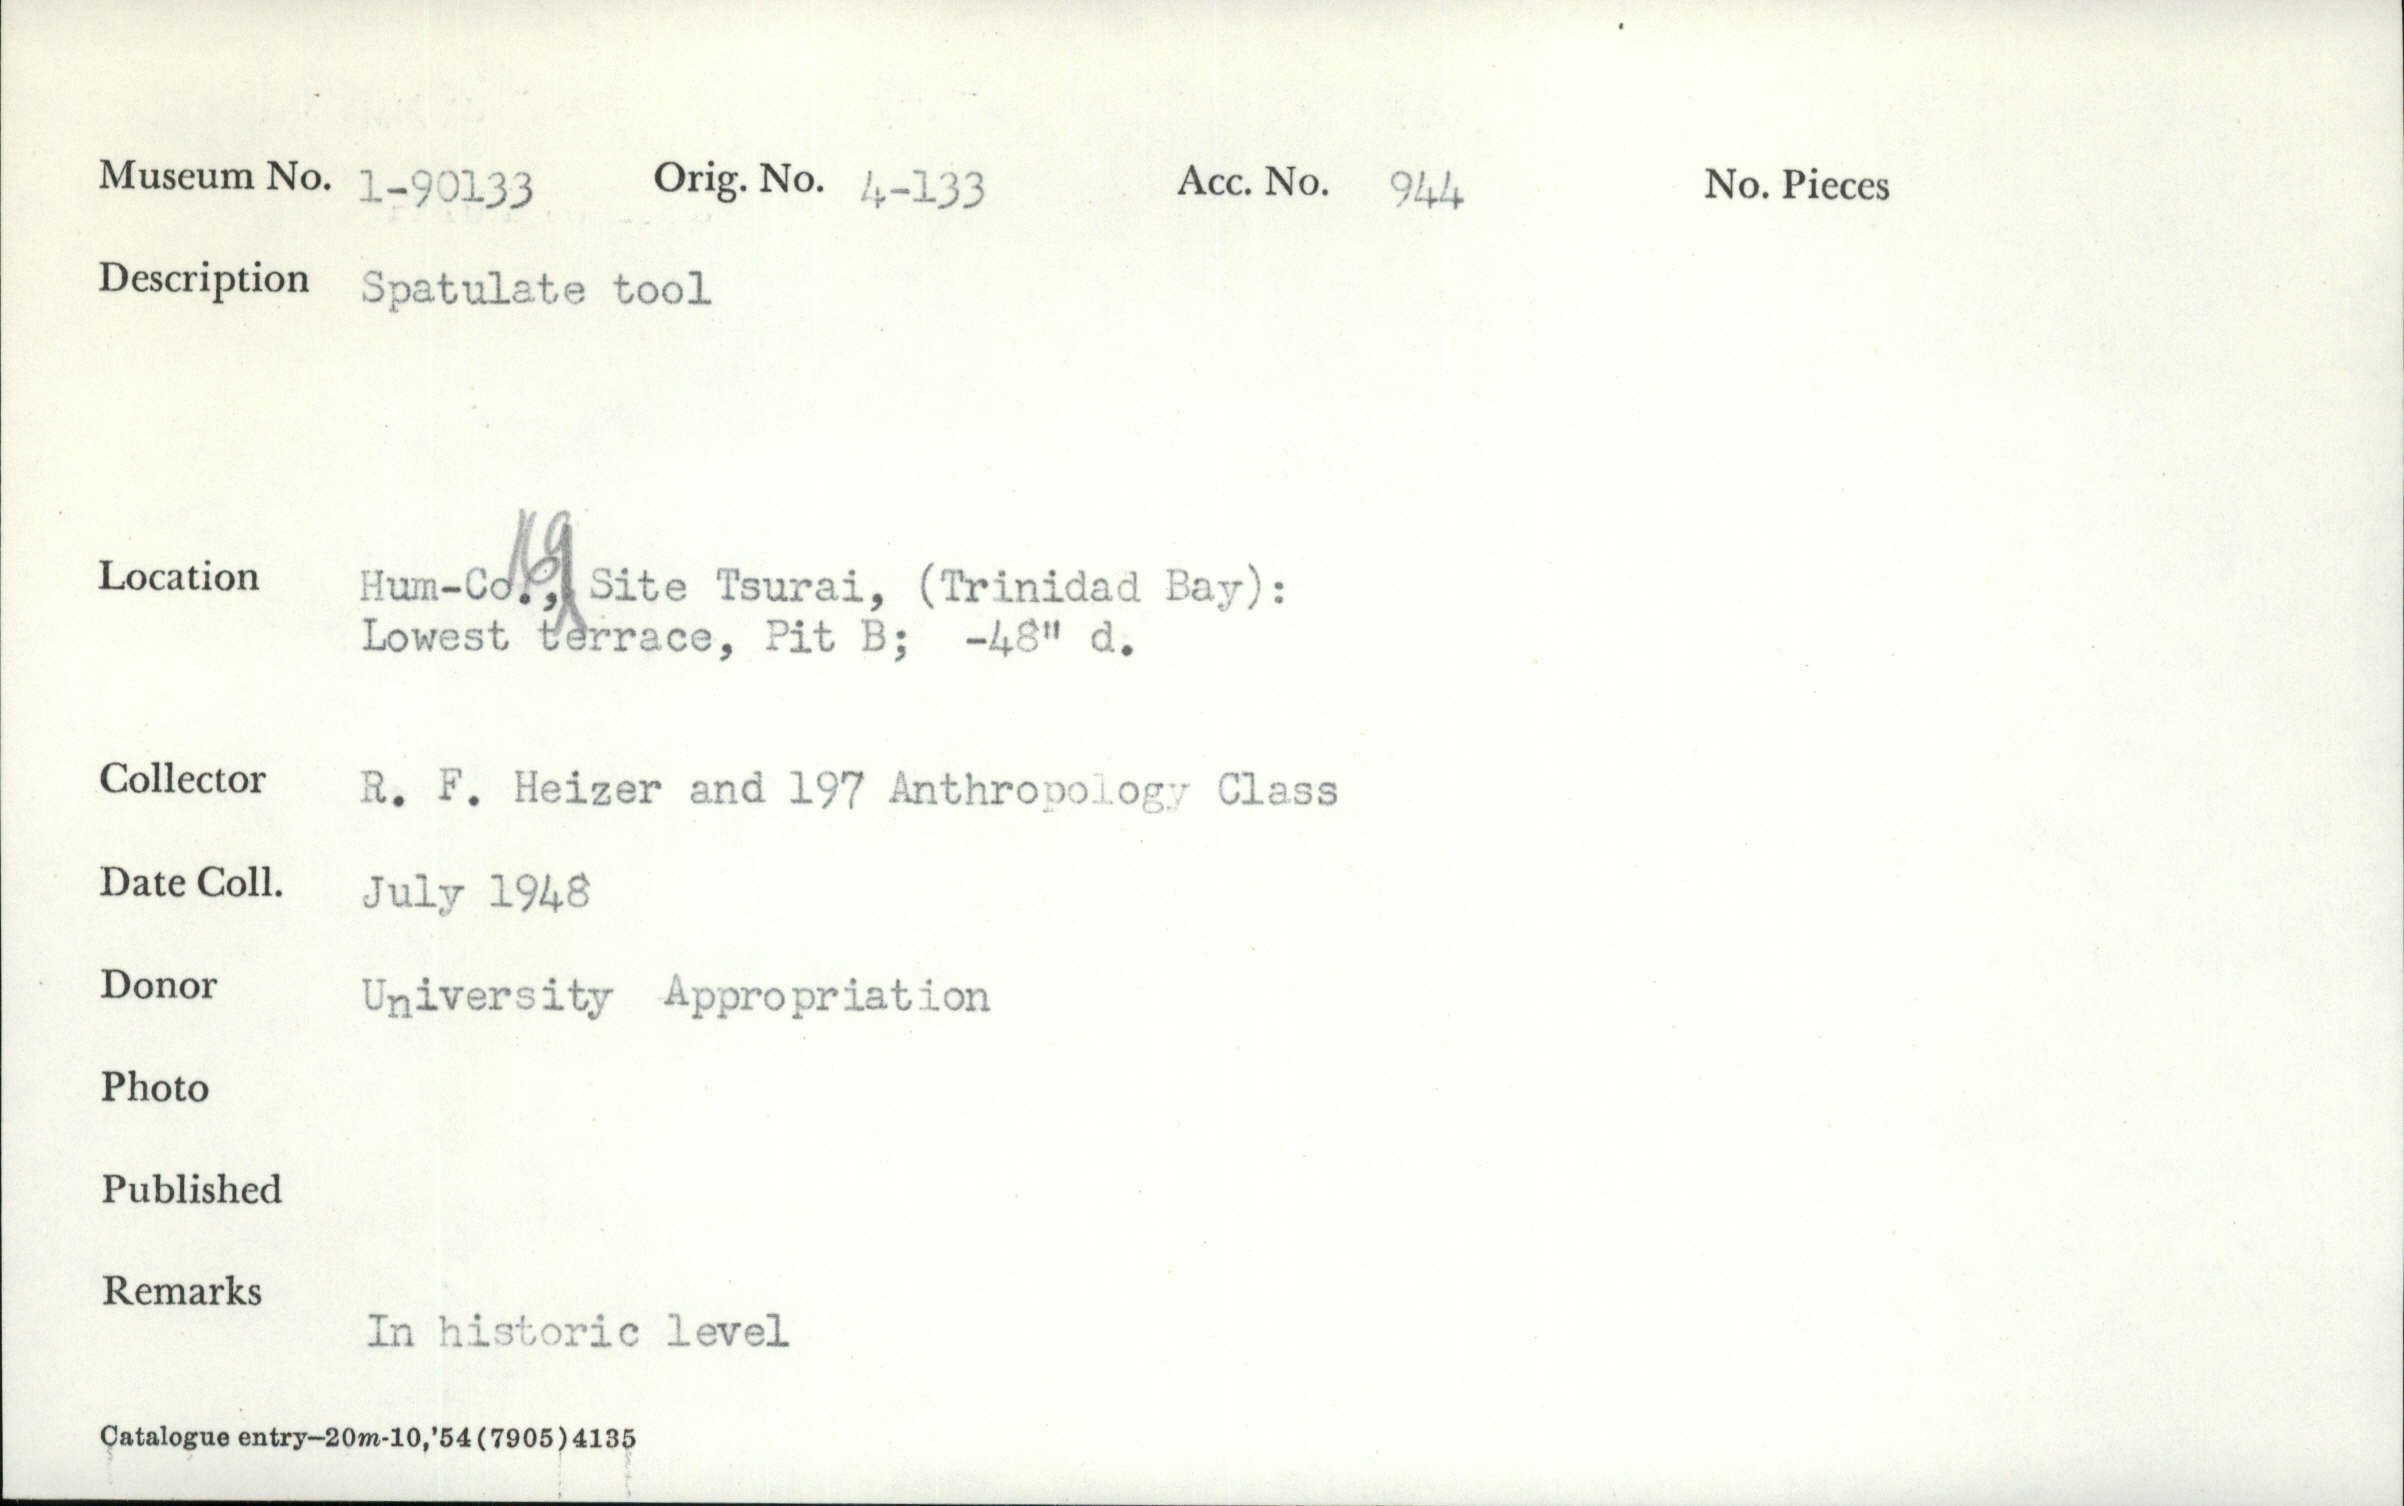 Museum No. 1-90133 Orig. No. 4-133 Acc. No. 944 No. Pieces
Description Spatulate tool
Location Hum-Co., 169 Site Tsurai, (Trinidad Bay):
Lowest terrace, Pit B; -48" d.
Collector R. F. Heizer and 197 Anthropology Class
Date Coll. July 1948
Donor University Appropriation
Photo
Published
Remarks
In historic level
Catalogue entry—20m-10,'54(7905)4135